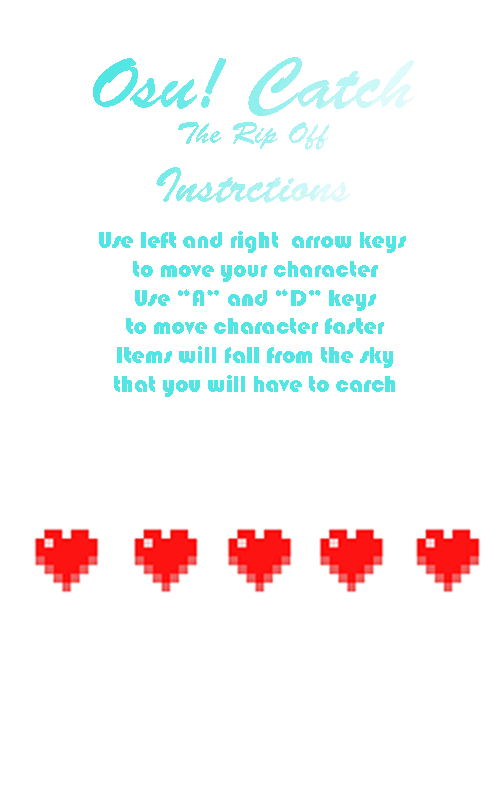 Osu! Catch
The Rip Off
Instrctions
Use left and right arrow keys
to move your character
Use “A” and “D” keys
to move character faster
Items will fall from the sky
that you will have to carch